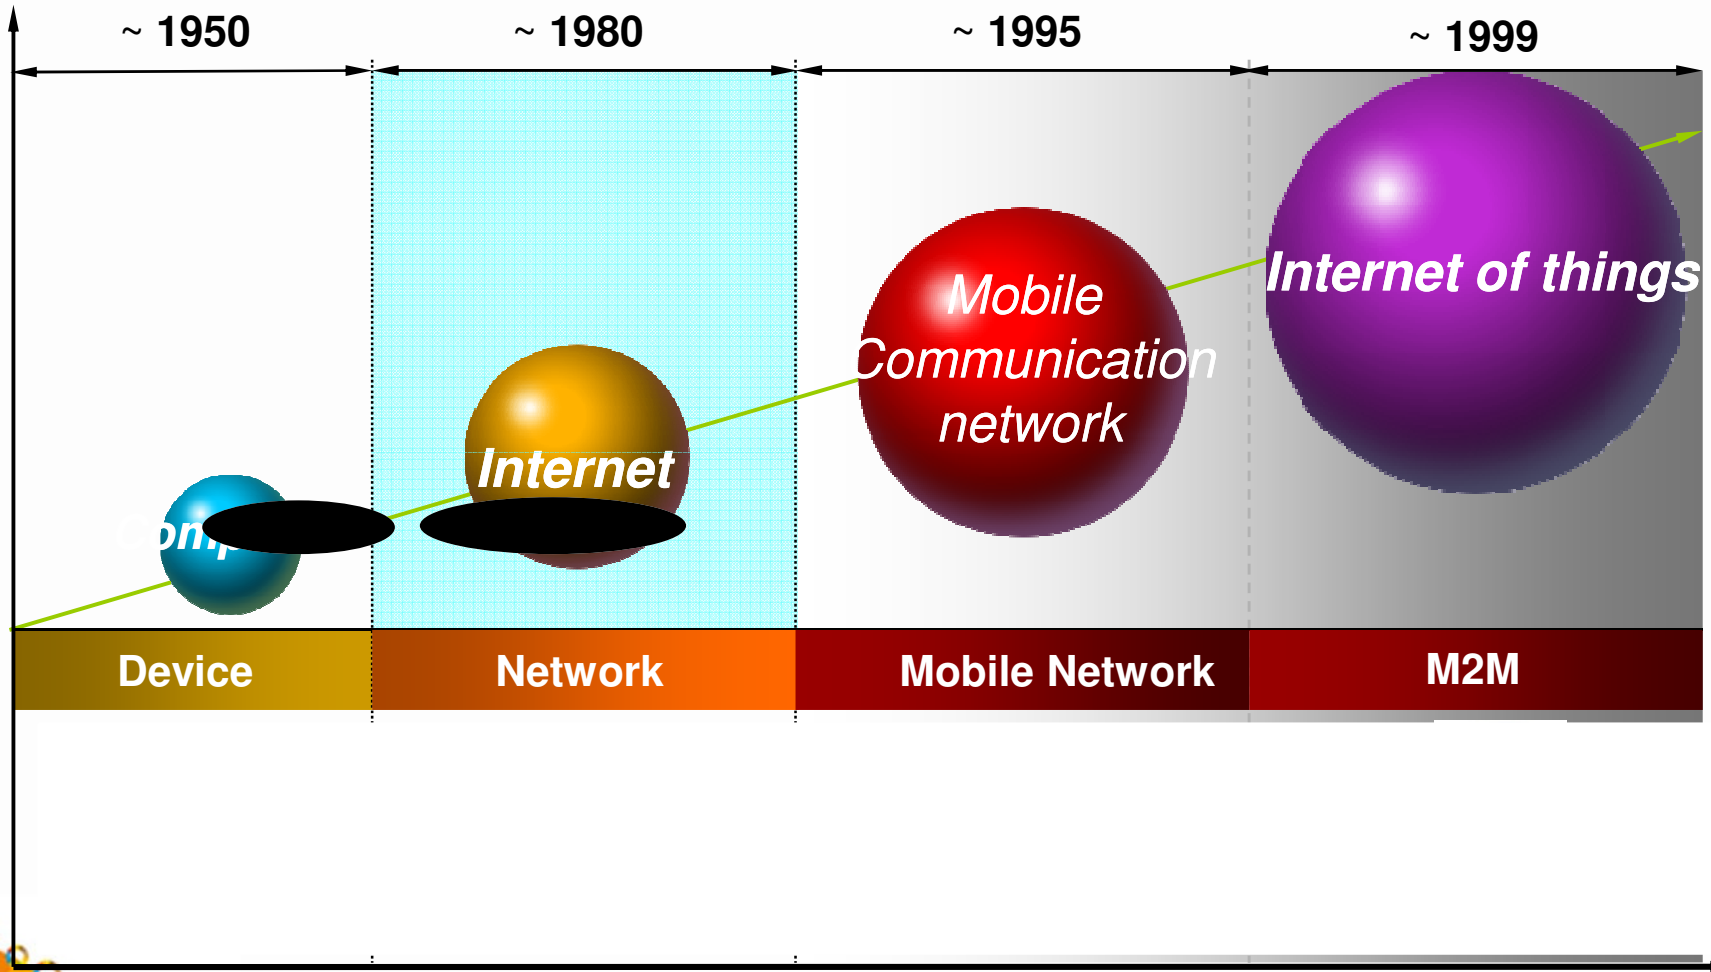 ~ 1950
~ 1980
~ 1995
~ 1999
Internet of things
Mobile
Communication
network
Internet
Device
Network
Mobile Network
M2M